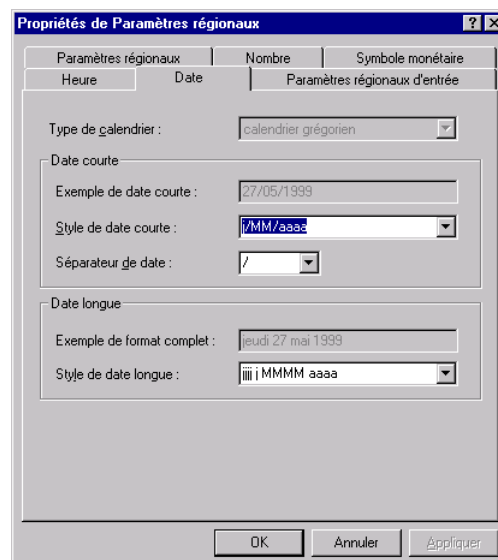 Propriétés de Paramètres régionaux
Paramètres régionaux Nombre Symbole monétaire
Heure Date Paramètres régionaux d'entrée
Type de calendrier : calendrier grégorien
Date courte
Exemple de date courte : 27/05/1999
Style de date courte : j/MM/aaaa
Séparateur de date : /
Date longue
Exemple de format complet : jeudi 27 mai 1999
Style de date longue : jjjj j MMMM aaaa
OK Annuler Appliquer